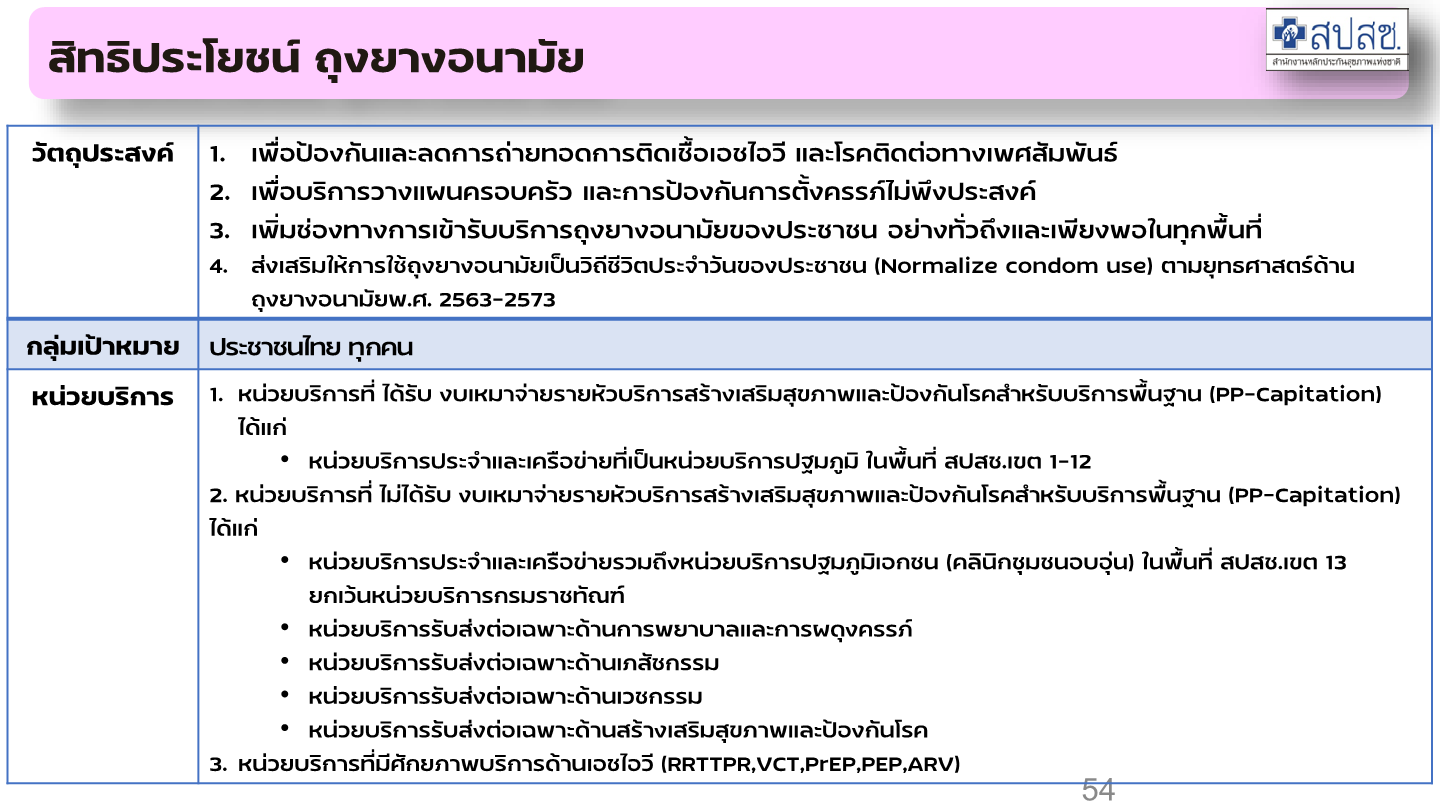 สิทธิประโยชน์ ถุงยางอนามัย
สปสช.
สำนักงานหลักประกันสุขภาพแห่งชาติ
วัตถุประสงค์
1. เพื่อป้องกันและลดการถ่ายทอดการติดเชื้อเอชไอวี และโรคติดต่อทางเพศสัมพันธ์
2. เพื่อบริการวางแผนครอบครัว และการป้องกันการตั้งครรภ์ไม่พึงประสงค์
3. เพิ่มช่องทางการเข้ารับบริการถุงยางอนามัยของประชาชน อย่างทั่วถึงและเพียงพอในทุกพื้นที่
4. ส่งเสริมให้การใช้ถุงยางอนามัยเป็นวิถีชีวิตประจำวันของประชาชน (Normalize condom use) ตามยุทธศาสตร์ด้าน
ถุงยางอนามัยพ.ศ. 2563-2573
กลุ่มเป้าหมาย
ประชาชนไทย ทุกคน
หน่วยบริการ
1. หน่วยบริการที่ ได้รับ งบเหมาจ่ายรายหัวบริการสร้างเสริมสุขภาพและป้องกันโรคสำหรับบริการพื้นฐาน (PP-Capitation)
ได้แก่
• หน่วยบริการประจำและเครือข่ายที่เป็นหน่วยบริการปฐมภูมิ ในพื้นที่ สปสช.เขต 1-12
2. หน่วยบริการที่ ไม่ได้รับ งบเหมาจ่ายรายหัวบริการสร้างเสริมสุขภาพและป้องกันโรคสำหรับบริการพื้นฐาน (PP-Capitation)
ได้แก่
• หน่วยบริการประจำและเครือข่ายรวมถึงหน่วยบริการปฐมภูมิเอกชน (คลินิกชุมชนอบอุ่น) ในพื้นที่ สปสช.เขต 13
ยกเว้นหน่วยบริการกรมราชทัณฑ์
• หน่วยบริการรับส่งต่อเฉพาะด้านการพยาบาลและการผดุงครรภ์
• หน่วยบริการรับส่งต่อเฉพาะด้านเภสัชกรรม
• หน่วยบริการรับส่งต่อเฉพาะด้านเวชกรรม
• หน่วยบริการรับส่งต่อเฉพาะด้านสร้างเสริมสุขภาพและป้องกันโรค
3. หน่วยบริการที่มีศักยภาพบริการด้านเอชไอวี (RRTTPR,VCT,PrEP,PEP,ARV)
54